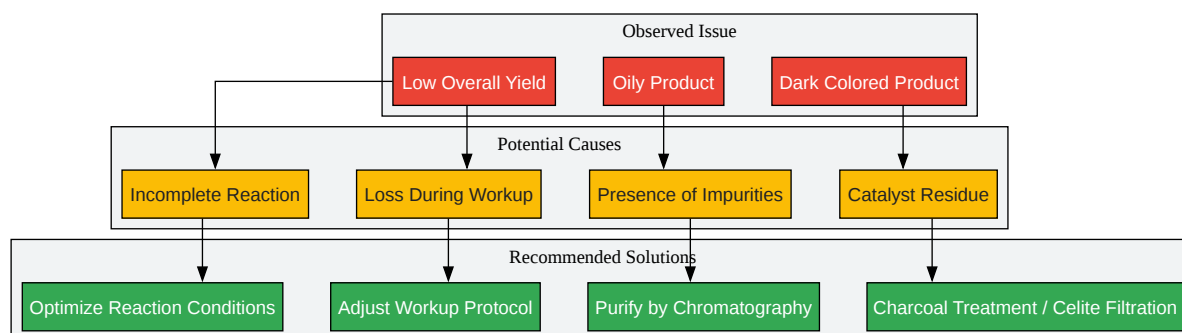 Observed Issue
Low Overall Yield
Oily Product
Dark Colored Product
Potential Causes
Incomplete Reaction
Loss During Workup
Presence of Impurities
Catalyst Residue
Recommended Solutions
Optimize Reaction Conditions
Adjust Workup Protocol
Purify by Chromatography
Charcoal Treatment / Celite Filtration